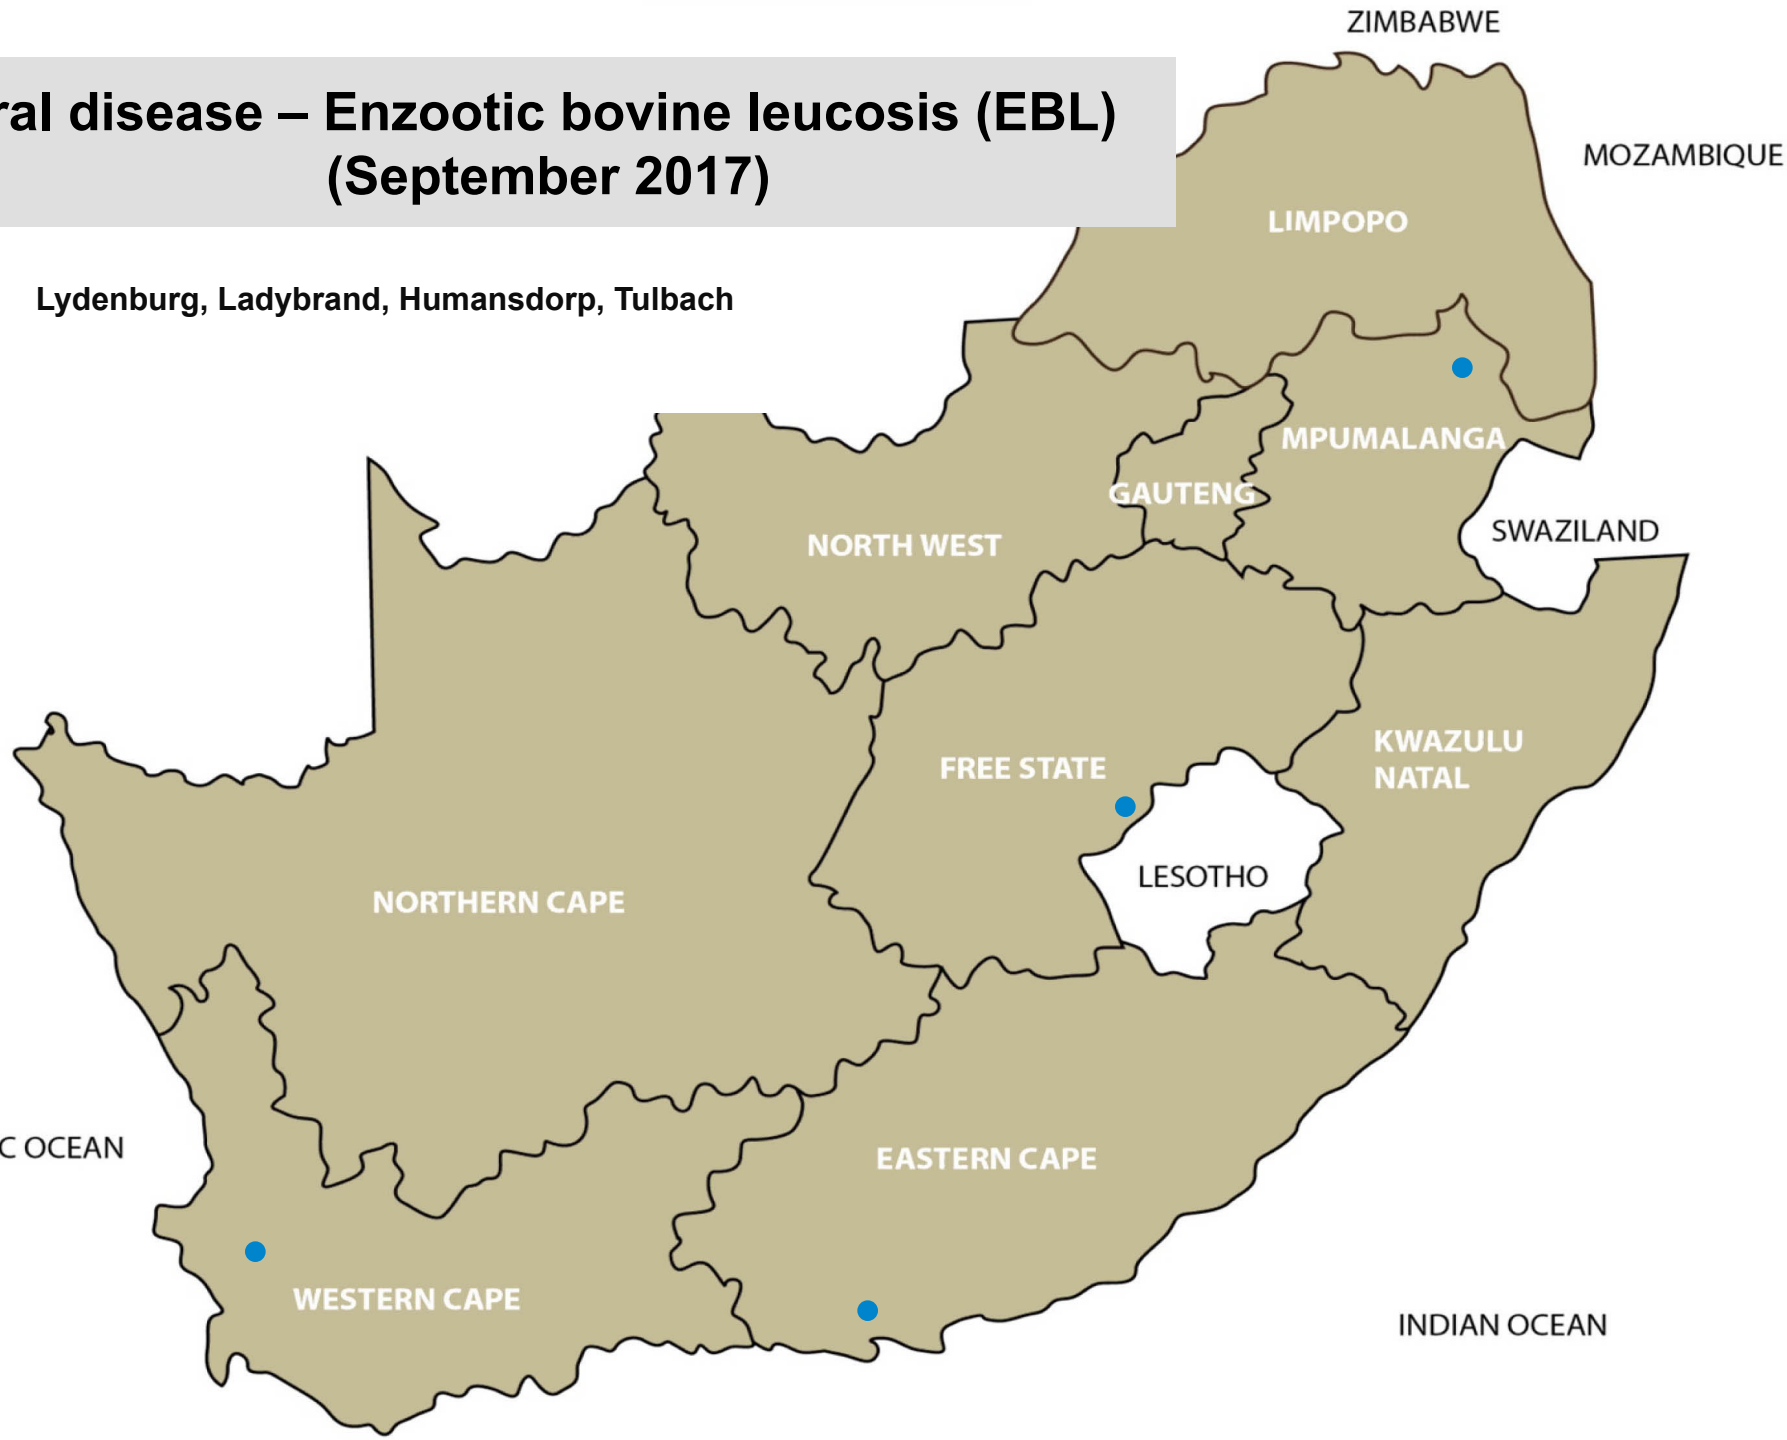 ZIMBABWE
ral disease – Enzootic bovine leucosis (EBL)
(September 2017)
MOZAMBIQUE
LIMPOPO
Lydenburg, Ladybrand, Humansdorp, Tulbach
MPUMALANGA
GAUTENG
SWAZILAND
NORTH WEST
KWAZULU
NATAL
FREE STATE
LESOTHO
NORTHERN CAPE
C OCEAN
EASTERN CAPE
WESTERN CAPE
INDIAN OCEAN